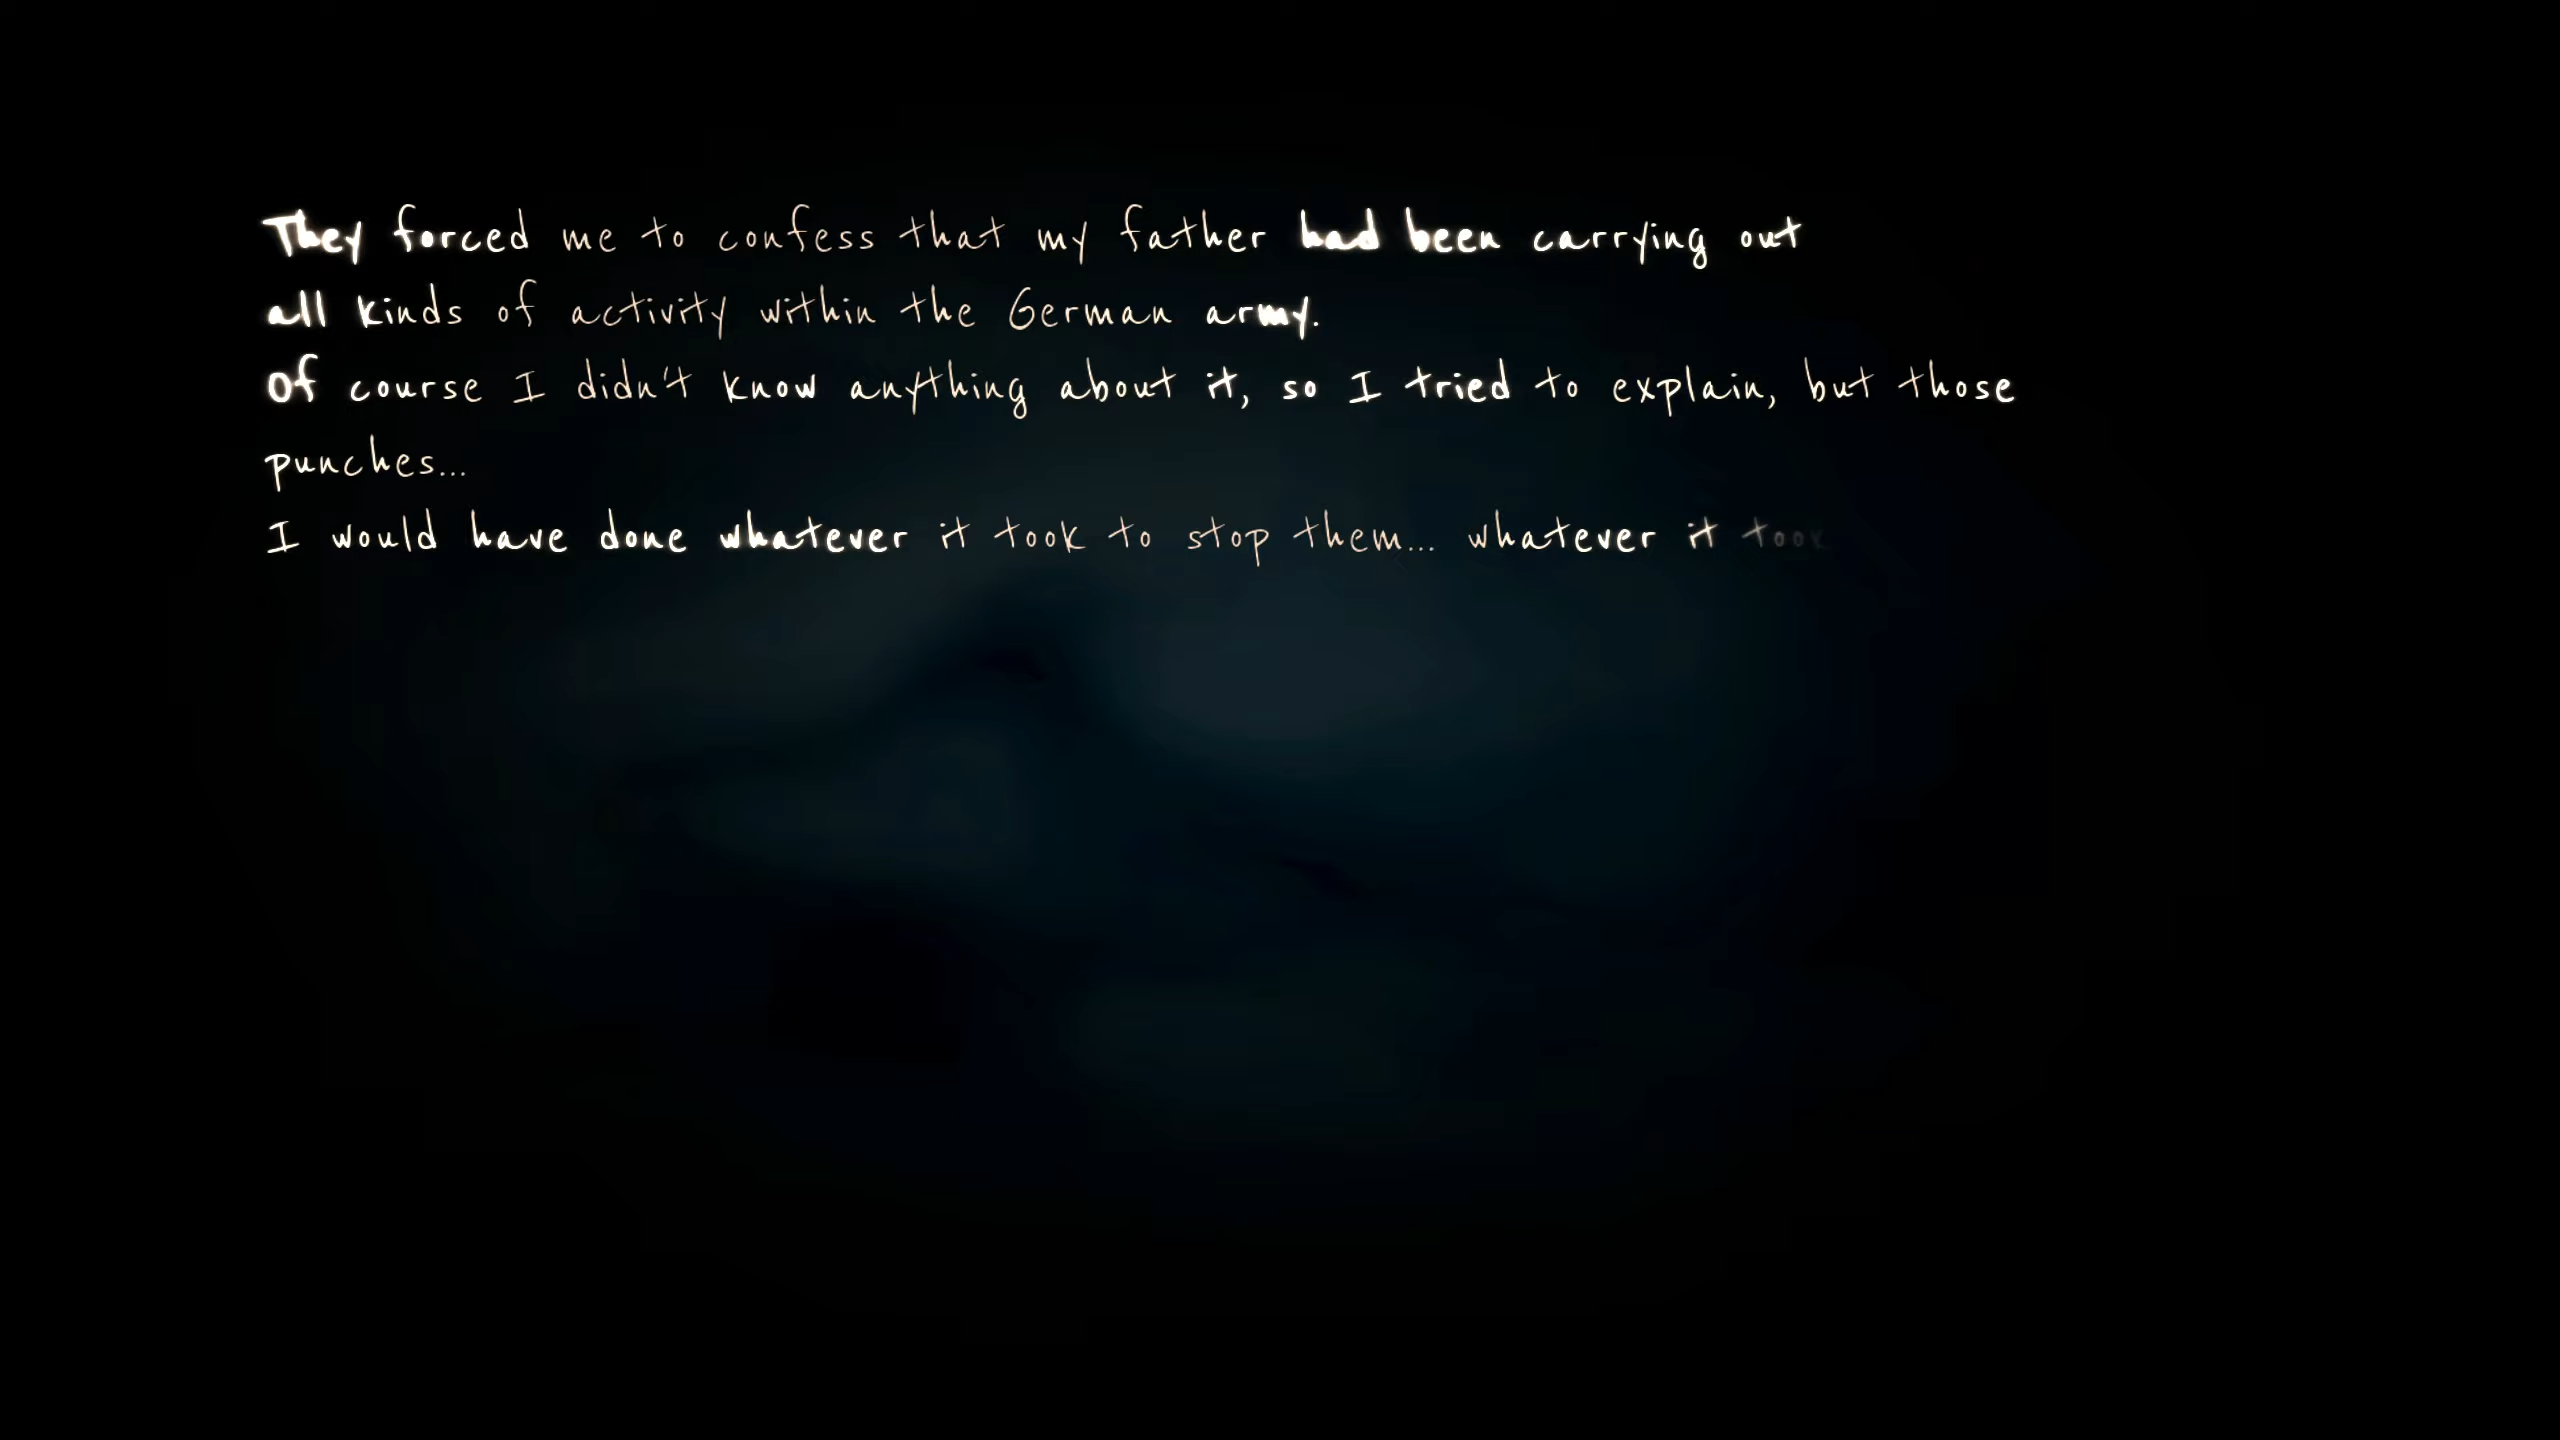 They forced me to confess that my father had been carrying out
all kinds of activity within the German army.
Of course I didn't know anything about it, so I tried to explain, but those
punches...
I would have done whatever it took to stop them... whatever it took